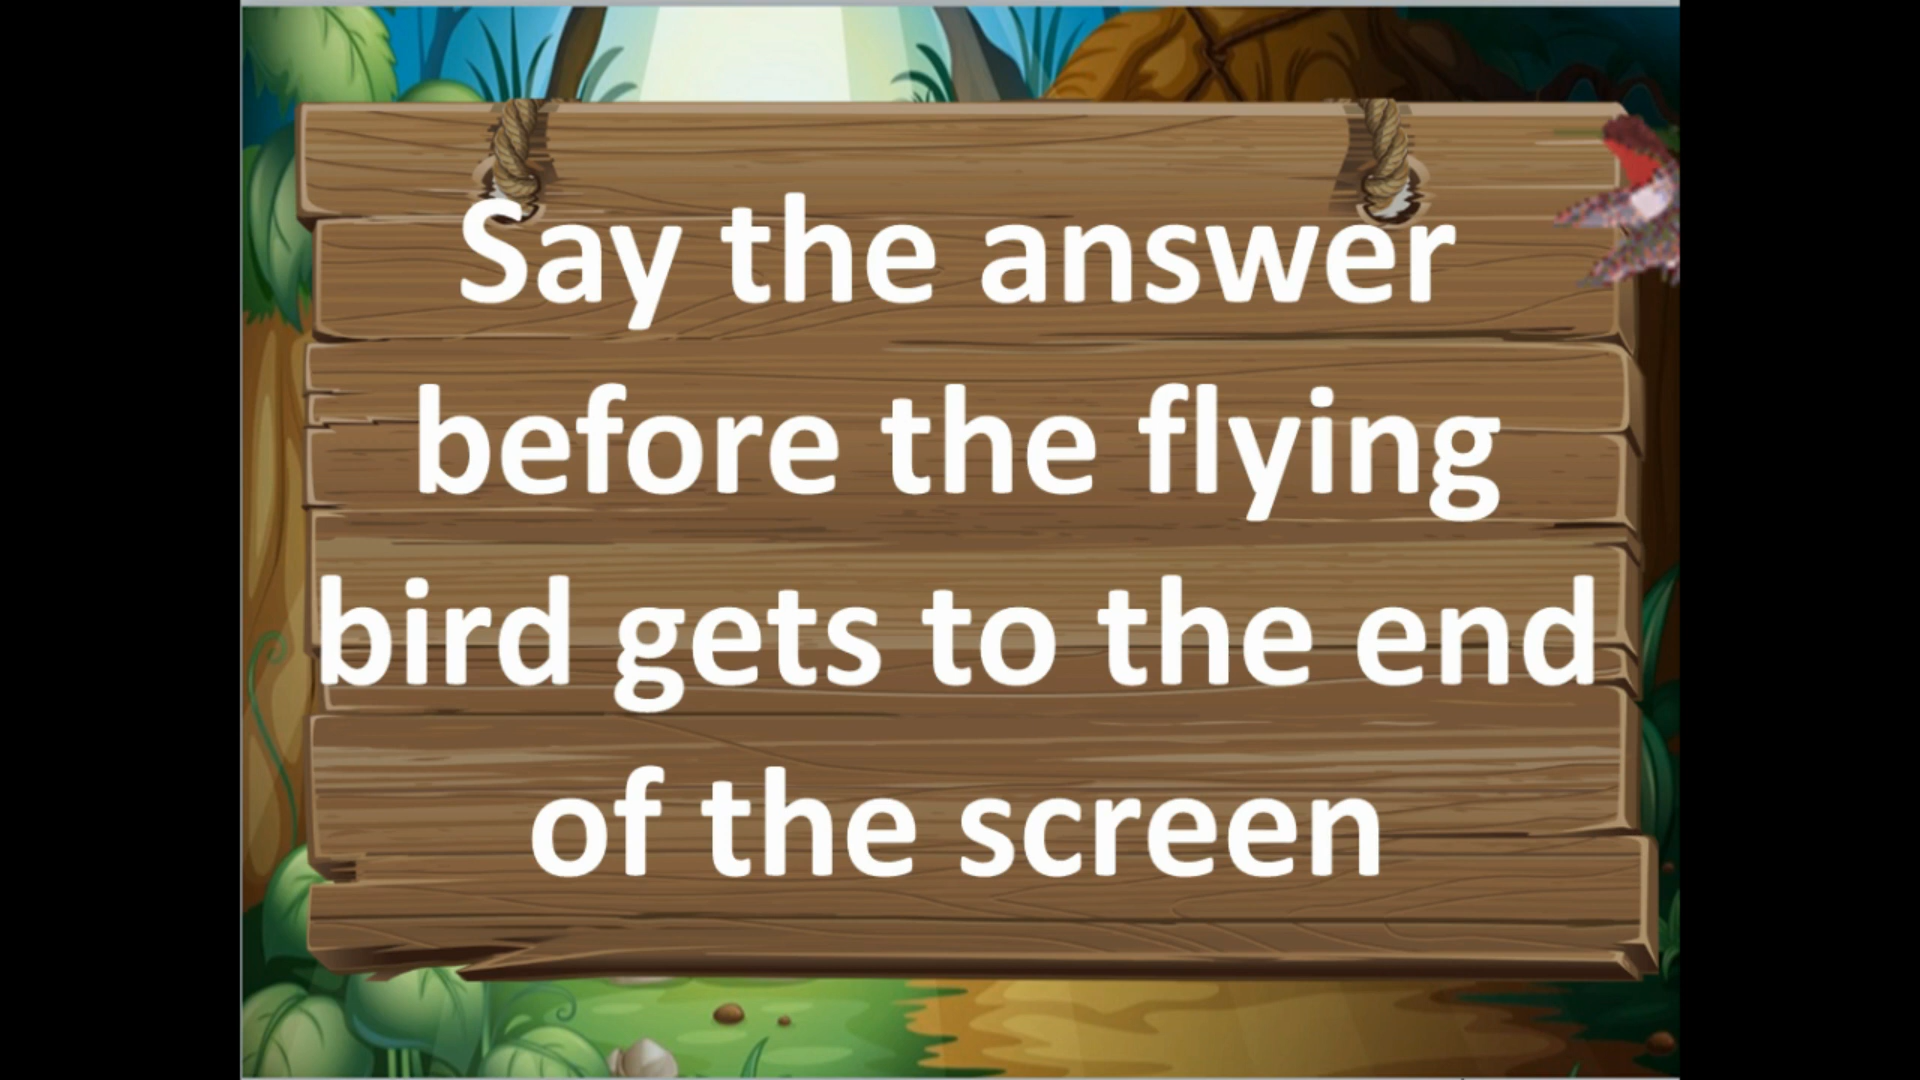 Say the answer
before the flying
bird gets to the end
of the screen